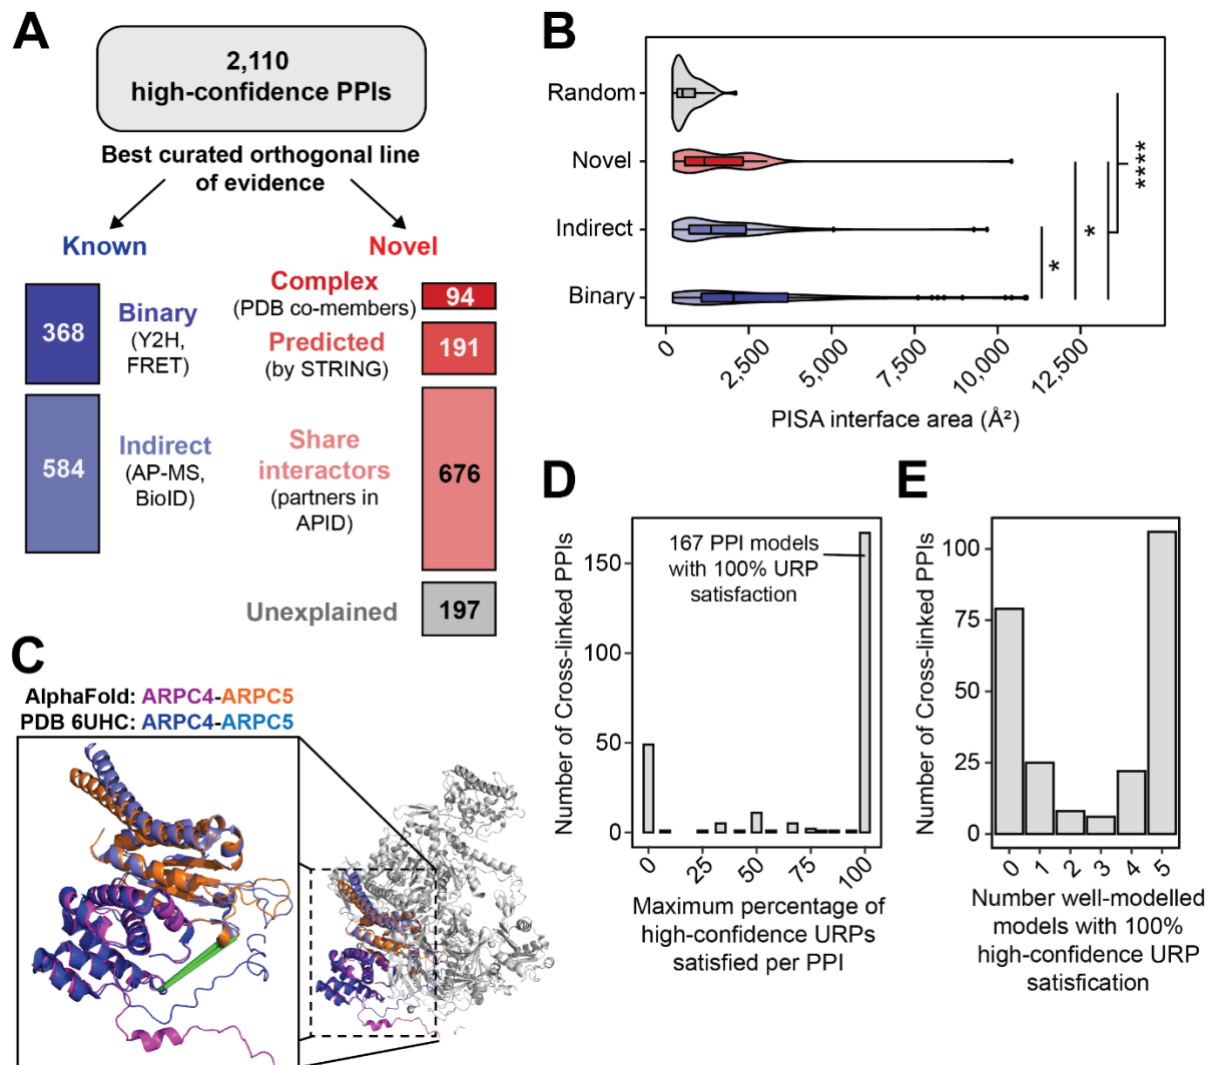 A
2,110
high-confidence PPIs
Best curated orthogonal line
of evidence
Known
Novel
368
Binary
(Y2H,
FRET)
584
Indirect
(AP-MS,
BioID)
Complex
(PDB co-members)
94
Predicted
(by STRING)
191
Share
interactors
(partners in
APID)
676
Unexplained
197
B
Random
Novel
Indirect
Binary
*
*
****
0
2,500
5,000
7,500
10,000
12,500
PISA interface area (Å²)
C
AlphaFold: ARPC4-ARPC5
PDB 6UHC: ARPC4-ARPC5
D
Number of Cross-linked PPIs
150
100
50
0
167 PPI models
with 100% URP
satisfaction
0
25
50
75
100
Maximum percentage of
high-confidence URPs
satisfied per PPI
E
Number of Cross-linked PPIs
100
75
50
25
0
0 1 2 3 4 5
Number well-modelled
models with 100%
high-confidence URP
satisfication